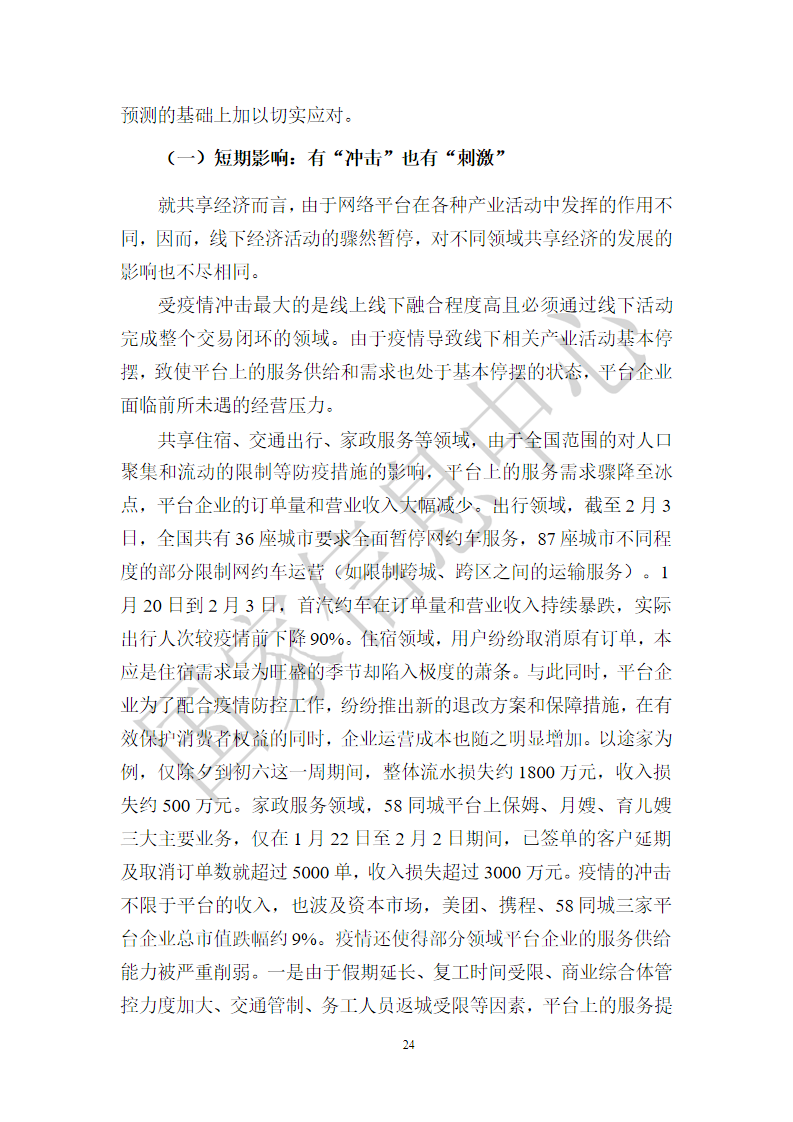 预测的基础上加以切实应对。
（一）短期影响：有“冲击”也有“刺激”
就共享经济而言，由于网络平台在各种产业活动中发挥的作用不
同，因而，线下经济活动的骤然暂停，对不同领域共享经济的发展的
影响也不尽相同。
受疫情冲击最大的是线上线下融合程度高且必须通过线下活动
完成整个交易闭环的领域。由于疫情导致线下相关产业活动基本停
摆，致使平台上的服务供给和需求也处于基本停摆的状态，平台企业
面临前所未遇的经营压力。
共享住宿、交通出行、家政服务等领域，由于全国范围的对人口
聚集和流动的限制等防疫措施的影响，平台上的服务需求骤降至冰
点，平台企业的订单量和营业收入大幅减少。出行领域，截至 2 月 3
日，全国共有 36 座城市要求全面暂停网约车服务，87 座城市不同程
度的部分限制网约车运营（如限制跨城、跨区之间的运输服务）。1
月 20 日到 2 月 3 日，首汽约车在订单量和营业收入持续暴跌，实际
出行人次较疫情前下降 90%。住宿领域，用户纷纷取消原有订单，本
应是住宿需求最为旺盛的季节却陷入极度的萧条。与此同时，平台企
业为了配合疫情防控工作，纷纷推出新的退改方案和保障措施，在有
效保护消费者权益的同时，企业运营成本也随之明显增加。以途家为
例，仅除夕到初六这一周期间，整体流水损失约 1800 万元，收入损
失约 500 万元。家政服务领域，58 同城平台上保姆、月嫂、育儿嫂
三大主要业务，仅在 1 月 22 日至 2 月 2 日期间，已签单的客户延期
及取消订单数就超过 5000 单，收入损失超过 3000 万元。疫情的冲击
不限于平台的收入，也波及资本市场，美团、携程、58 同城三家平
台企业总市值跌幅约 9%。疫情还使得部分领域平台企业的服务供给
能力被严重削弱。一是由于假期延长、复工时间受限、商业综合体管
控力度加大、交通管制、务工人员返城受限等因素，平台上的服务提
24
国家信息中心